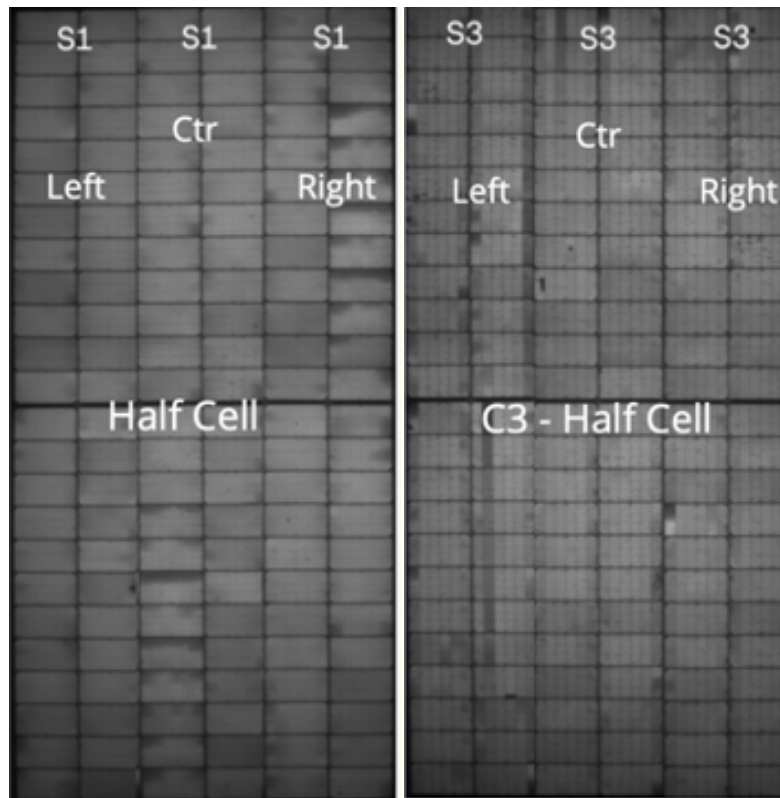 S1 S1 S1
Ctr
Left Right
Half Cell
S3 S3 S3
Ctr
Left Right
C3 - Half Cell